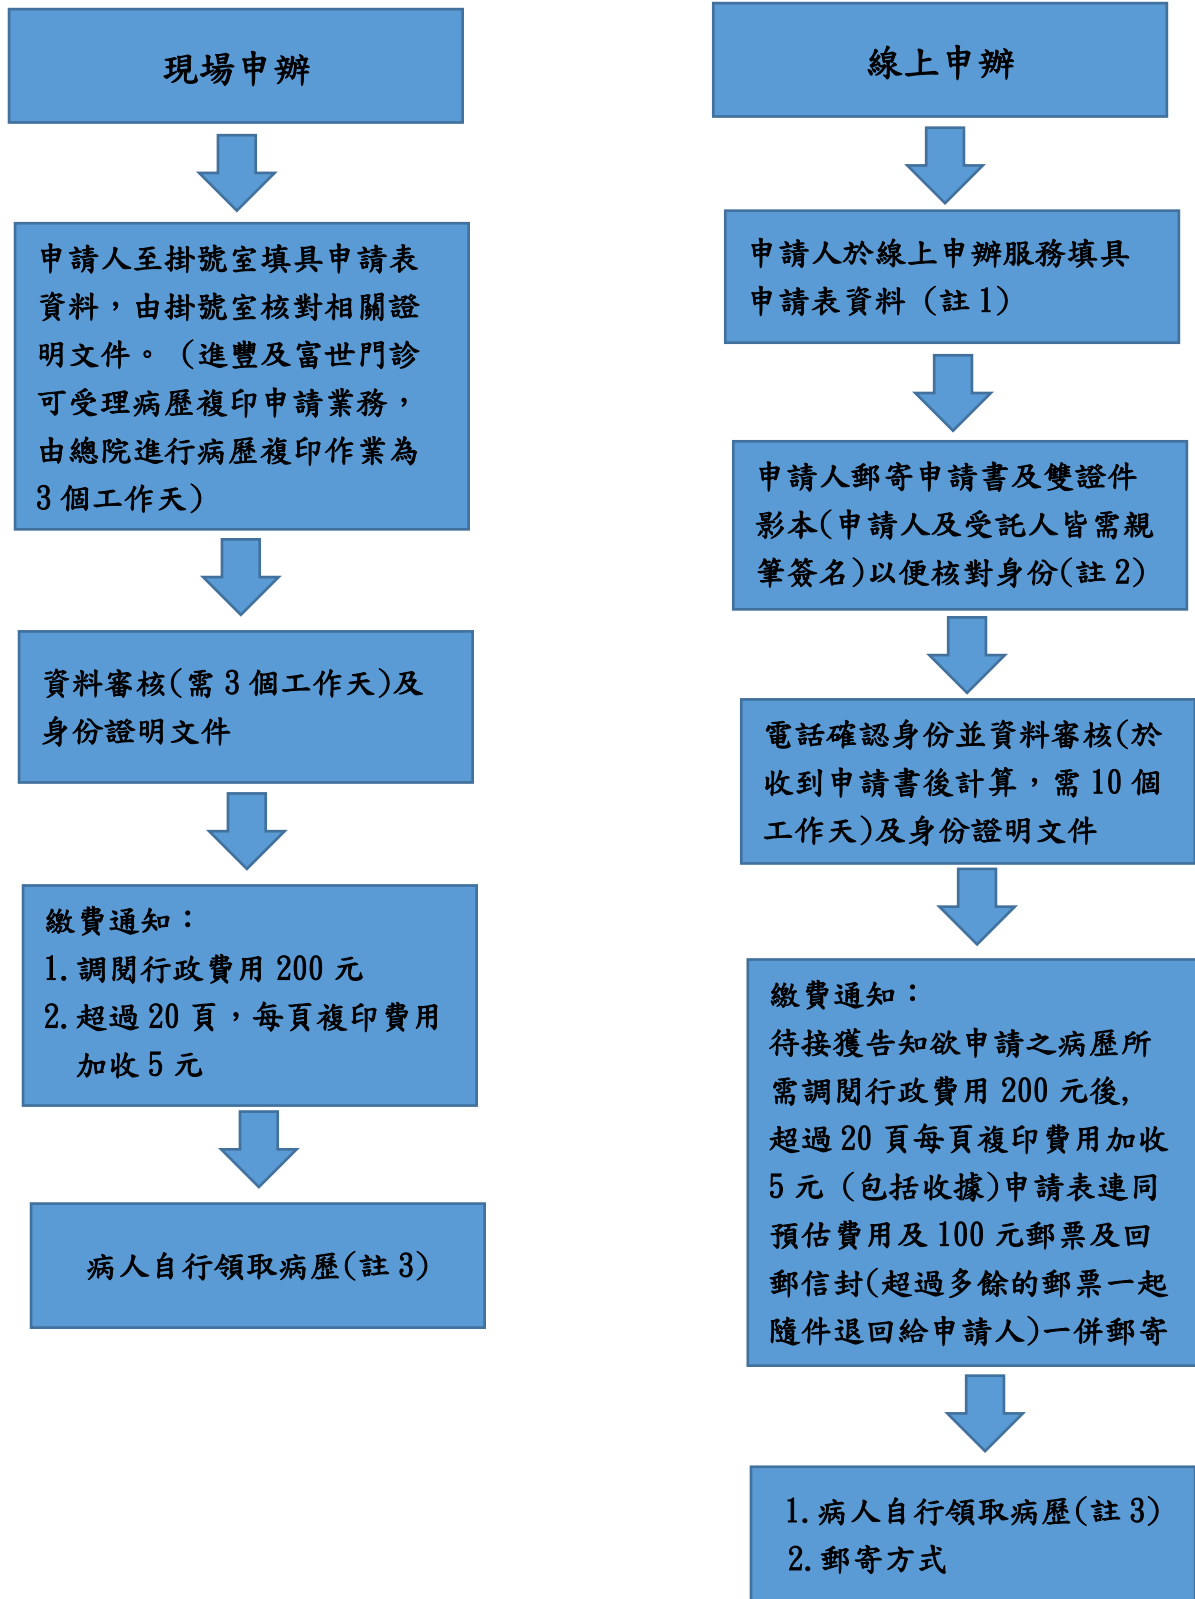 現場申辦
申請人至掛號室填具申請表
資料，由掛號室核對相關證
明文件。（進豐及富世門診
可受理病歷複印申請業務，
由總院進行病歷複印作業為
3個工作天)
資料審核(需3個工作天)及
身份證明文件
繳費通知：
1.調閱行政費用200元
2.超過20頁，每頁複印費用
加收5元
病人自行領取病歷(註3)
線上申辦
申請人於線上申辦服務填具
申請表資料 (註1)
申請人郵寄申請書及雙證件
影本(申請人及受託人皆需親
筆簽名)以便核對身份(註2)
電話確認身份並資料審核(於
收到申請書後計算，需10個
工作天)及身份證明文件
繳費通知：
待接獲告知欲申請之病歷所
需調閱行政費用200元後,
超過20頁每頁複印費用加收
5元 (包括收據)申請表連同
預估費用及100元郵票及回
郵信封(超過多餘的郵票一起
隨件退回給申請人)一併郵寄
1.病人自行領取病歷(註3)
2.郵寄方式